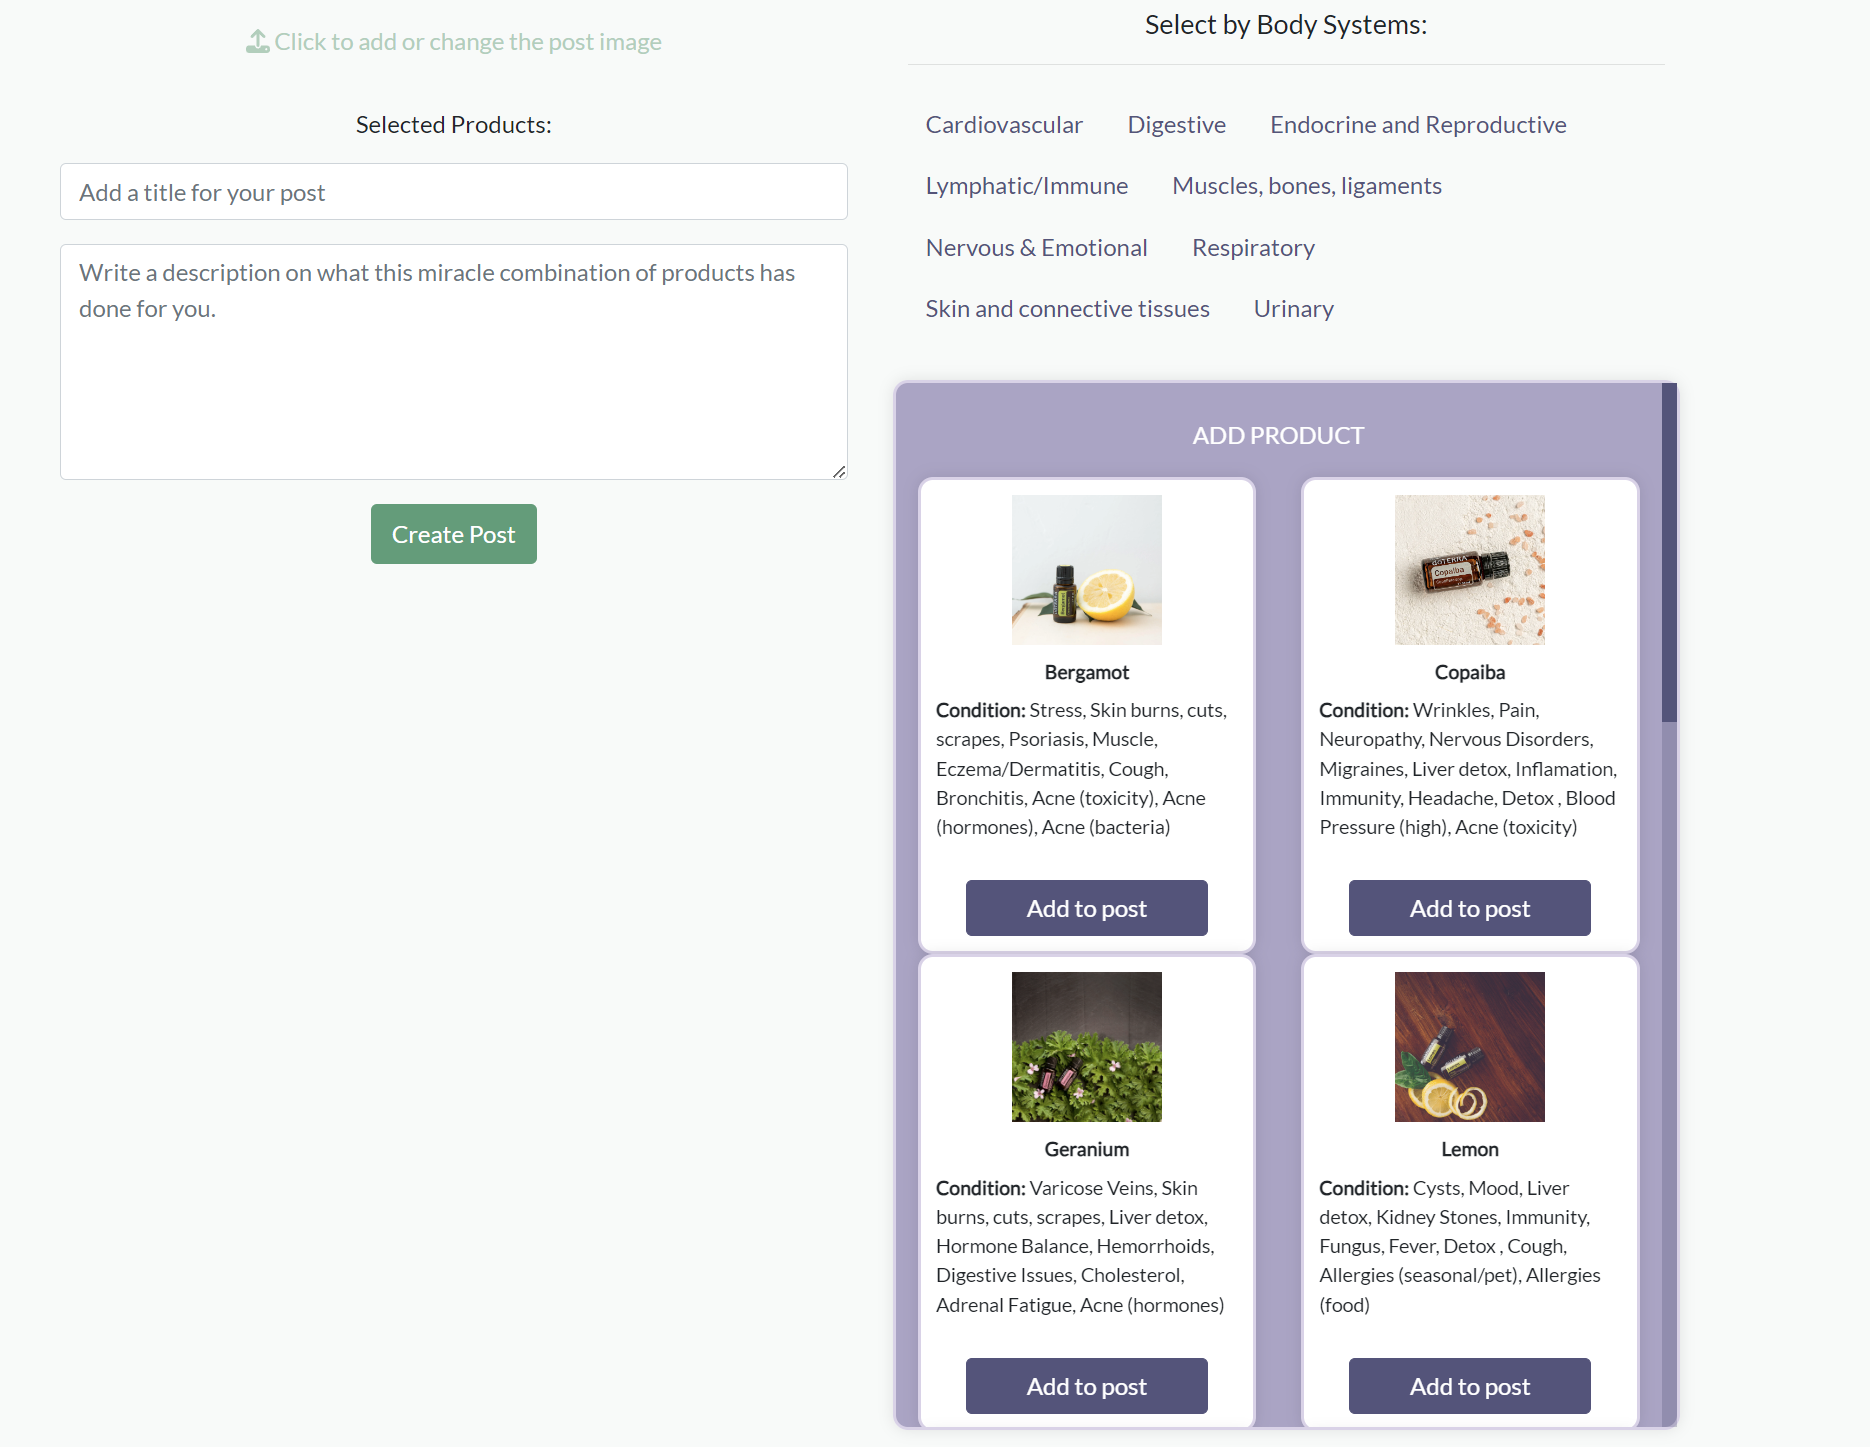 Click to add or change the post image
Selected Products:
Add a title for your post
Write a description on what this miracle combination of products has
done for you.
Create Post
Select by Body Systems:
Cardiovascular Digestive Endocrine and Reproductive
Lymphatic/Immune Muscles, bones, ligaments
Nervous & Emotional Respiratory
Skin and connective tissues Urinary
ADD PRODUCT
Bergamot
Condition: Stress, Skin burns, cuts,
scrapes, Psoriasis, Muscle,
Eczema/Dermatitis, Cough,
Bronchitis, Acne (toxicity), Acne
(hormones), Acne (bacteria)
Add to post
Copaiba
Copaiba
Condition: Wrinkles, Pain,
Neuropathy, Nervous Disorders,
Migraines, Liver detox, Inflamation,
Immunity, Headache, Detox , Blood
Pressure (high), Acne (toxicity)
Add to post
Geranium
Condition: Varicose Veins, Skin
burns, cuts, scrapes, Liver detox,
Hormone Balance, Hemorrhoids,
Digestive Issues, Cholesterol,
Adrenal Fatigue, Acne (hormones)
Add to post
Lemon
Condition: Cysts, Mood, Liver
detox, Kidney Stones, Immunity,
Fungus, Fever, Detox , Cough,
Allergies (seasonal/pet), Allergies
(food)
Add to post